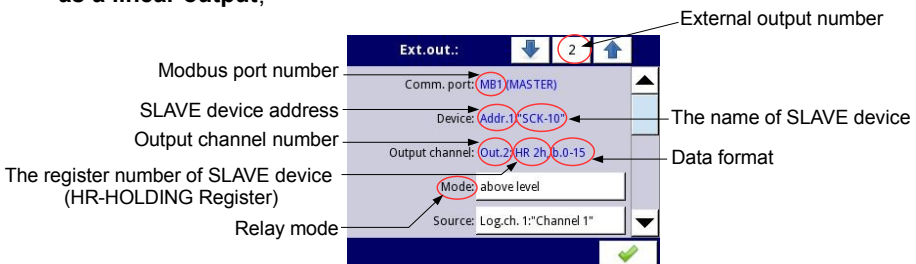 as a linear output;
External output number
Ext.out.: 2
Modbus port number
Comm. port: MB1 (MASTER)
SLAVE device address
Device: Addr.1:"SCK-10"
The name of SLAVE device
Output channel number
Output channel: Out.2: HR 2h, b.0-15
Data format
The register number of SLAVE device
(HR-HOLDING Register)
Mode: above level
Relay mode
Source: Log.ch. 1:"Channel 1"